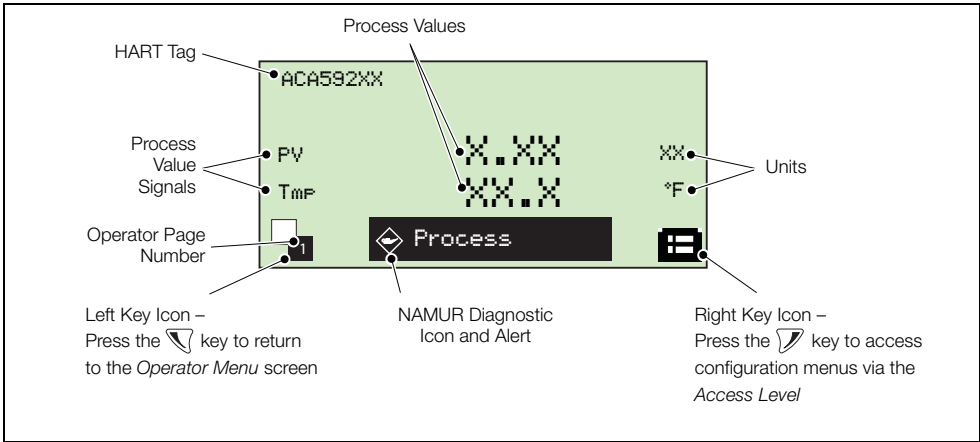 Process Values
HART Tag
ACA592XX
Process
Value
Signals
PV
X.XX
XX
Tmp
XX.X
°F
Units
Operator Page
Number
1
Process
Left Key Icon –
Press the key to return
to the Operator Menu screen
NAMUR Diagnostic
Icon and Alert
Right Key Icon –
Press the key to access
configuration menus via the
Access Level